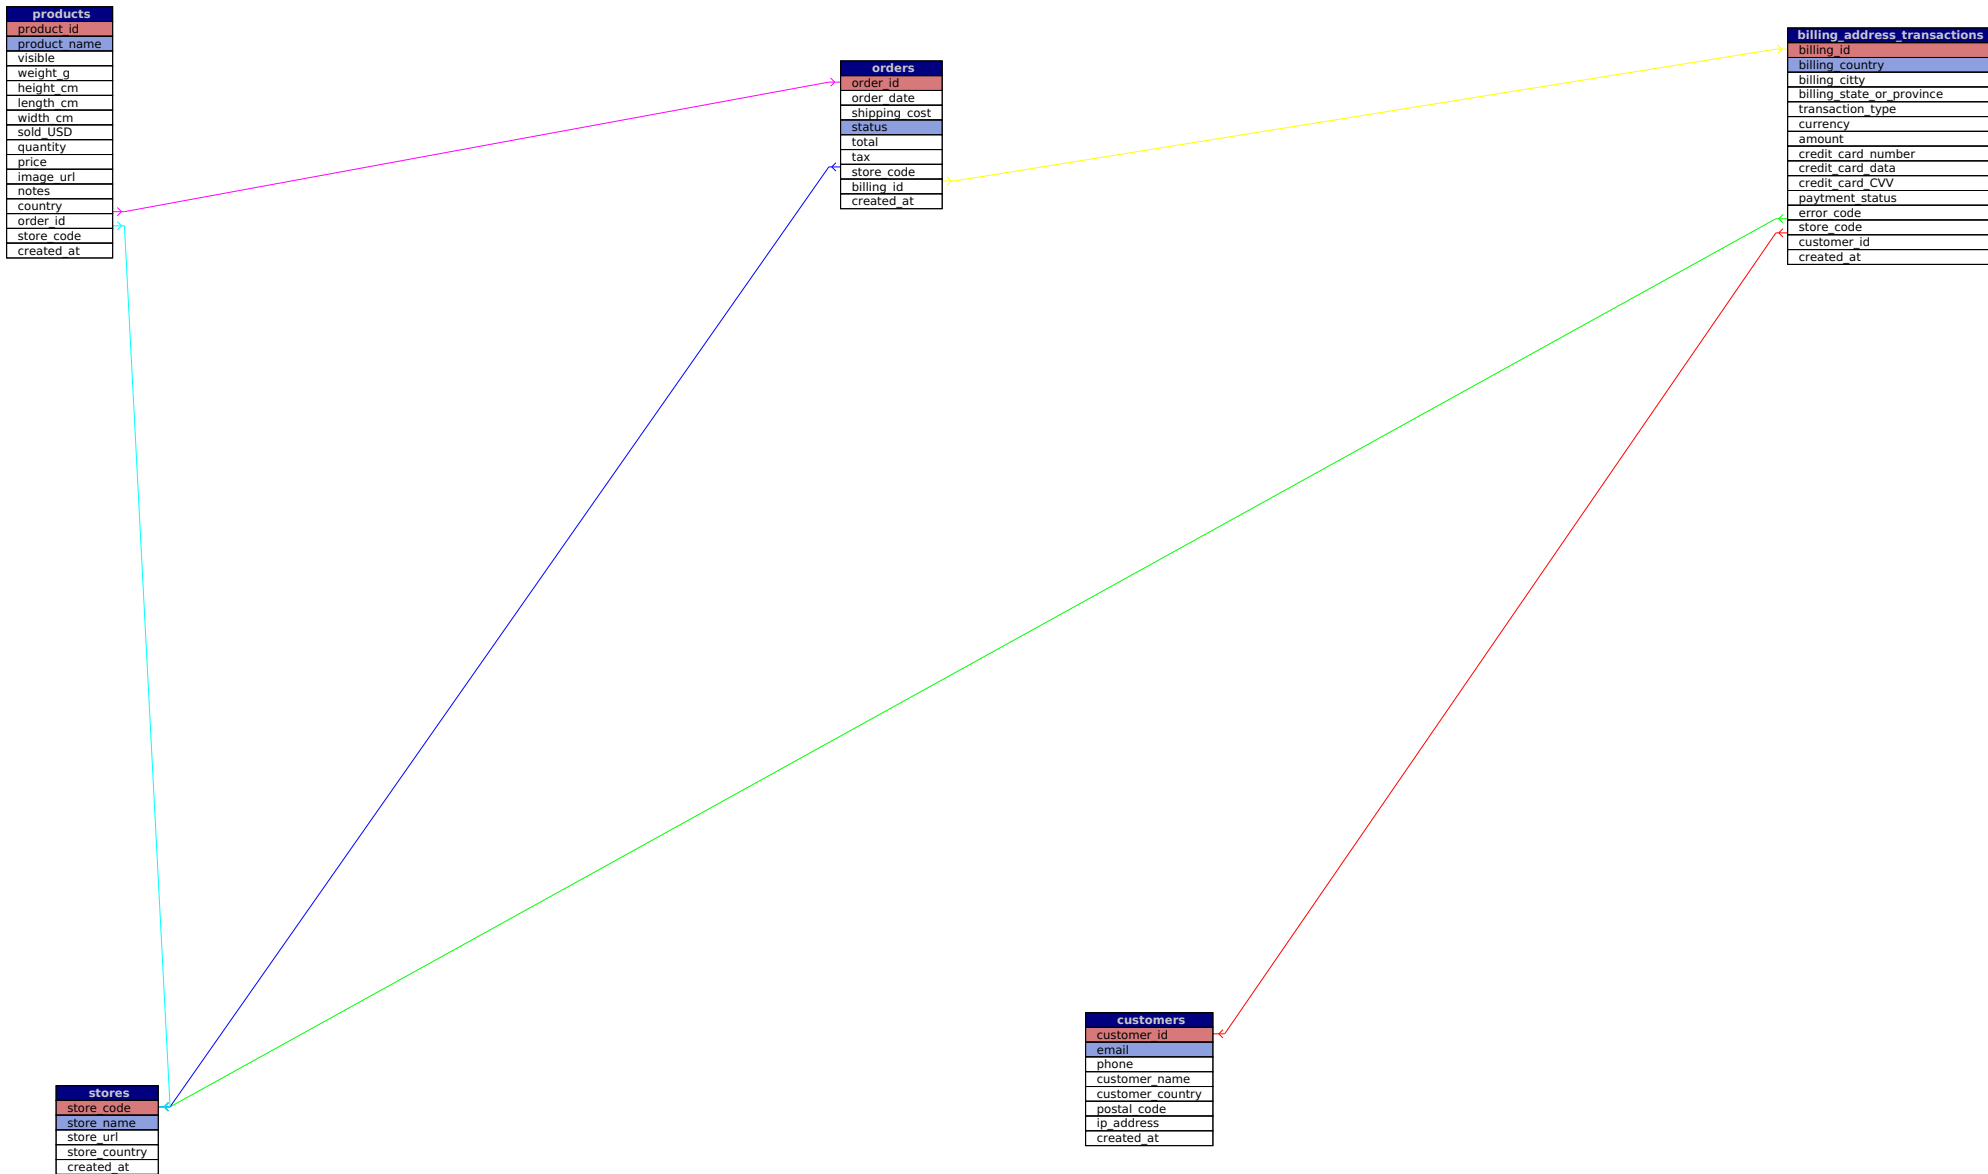 products
product_id
product_name
visible
weight_g
height_cm
length_cm
width_cm
sold_USD
quantity
price
image_url
notes
country
order_id
store_code
created_at
orders
order_id
order_date
shipping_cost
status
total
tax
store_code
billing_id
created_at
billing_address_transactions
billing_id
billing_country
billing_citty
billing_state_or_province
transaction_type
currency
amount
credit_card_number
credit_card_data
credit_card_CVV
paytment_status
error_code
store_code
customer_id
created_at
stores
store_code
store_name
store_url
store_country
created_at
customers
customer_id
email
phone
customer_name
customer_country
postal_code
ip_address
created_at